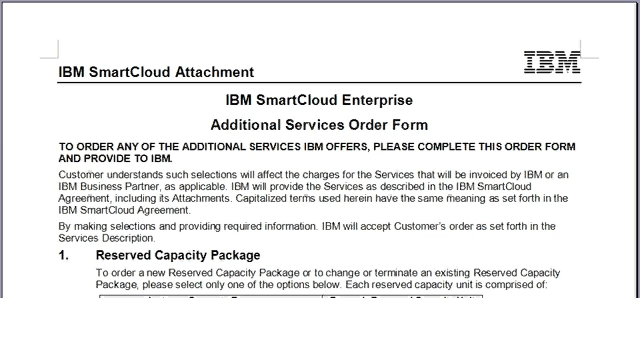 IBM
IBM SmartCloud Attachment
IBM SmartCloud Enterprise
Additional Services Order Form
TO ORDER ANY OF THE ADDITIONAL SERVICES IBM OFFERS, PLEASE COMPLETE THIS ORDER FORM
AND PROVIDE TO IBM.
Customer understands such selections will affect the charges for the Services that will be invoiced by IBM or an
IBM Business Partner, as applicable. IBM will provide the Services as described in the IBM SmartCloud
Agreement, including its Attachments. Capitalized terms used herein have the same meaning as set forth in the
IBM SmartCloud Agreement.
By making selections and providing required information. IBM will accept Customer's order as set forth in the
Services Description.
1. Reserved Capacity Package
To order a new Reserved Capacity Package or to change or terminate an existing Reserved Capacity
Package, please select only one of the options below. Each reserved capacity unit is comprised of: